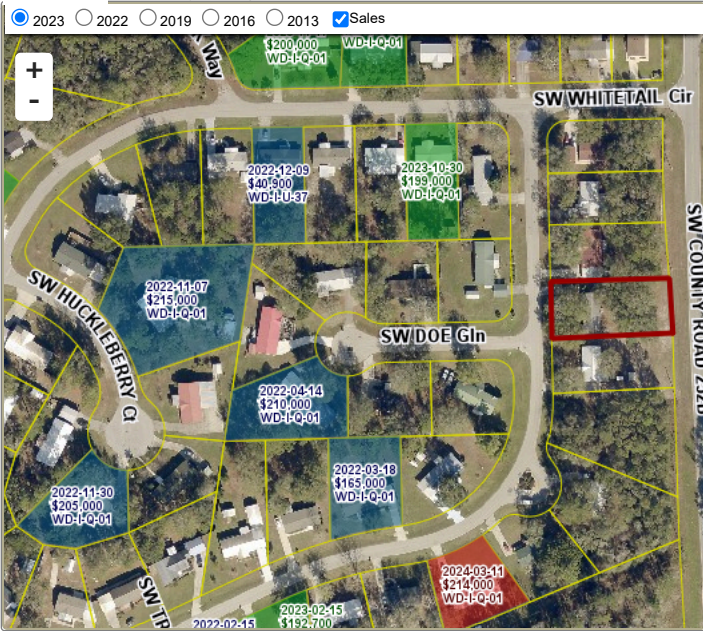 2023 2022 2019 2016 2013 Sales
+
-
Way
$200,000
WD-I-Q-01
WD-I-Q-01
SW WHITETAIL Cir
2022-12-09
$40,900
WD-I-U-37
2023-10-30
$199,000
WD-I-Q-01
SW COUNTY ROAD
SW HUCKLEBERRY Ct
2022-11-07
$215,000
WD-I-Q-01
SW DOE Gln
2022-04-14
$210,000
WD-I-Q-01
2022-03-18
$165,000
WD-I-Q-01
2022-11-30
$205,000
WD-I-Q-01
2024-03-11
$214,000
WD-I-Q-01
SW TR
2022-02-15
2023-02-15
$192,700